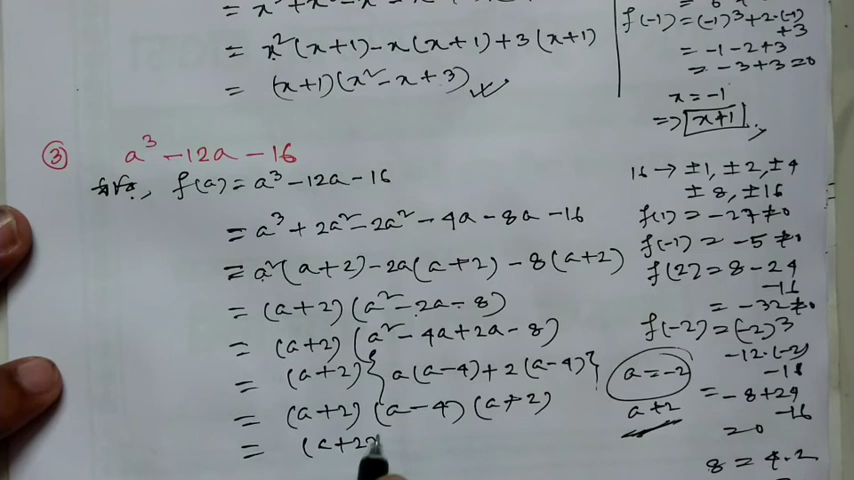 = x²(x+1)-x(x+1)+3(x+1)
= (x+1)(x²-x+3)
f(-1)=(-1)³+2·(-1)
+3
= -1-2+3
= -3+3=0
x=-1
=> x+1
③ a³-12a-16
f(a)=a³-12a-16
= a³+2a²-2a²-4a-8a-16
= a²(a+2)-2a(a+2)-8(a+2)
= (a+2)(a²-2a-8)
= (a+2)(a²-4a+2a-8)
= (a+2){a(a-4)+2(a-4)}
= (a+2)(a-4)(a+2)
= (a+2)
16 → ±1, ±2, ±4
±8, ±16
f(1) = -27≠0
f(-1) = -5≠0
f(2)=8-24
-16
= -32≠0
f(-2)=(-2)³
-12·(-2)
-16
a=-2
= -8+24
-16
a+2
=0
8=4·2